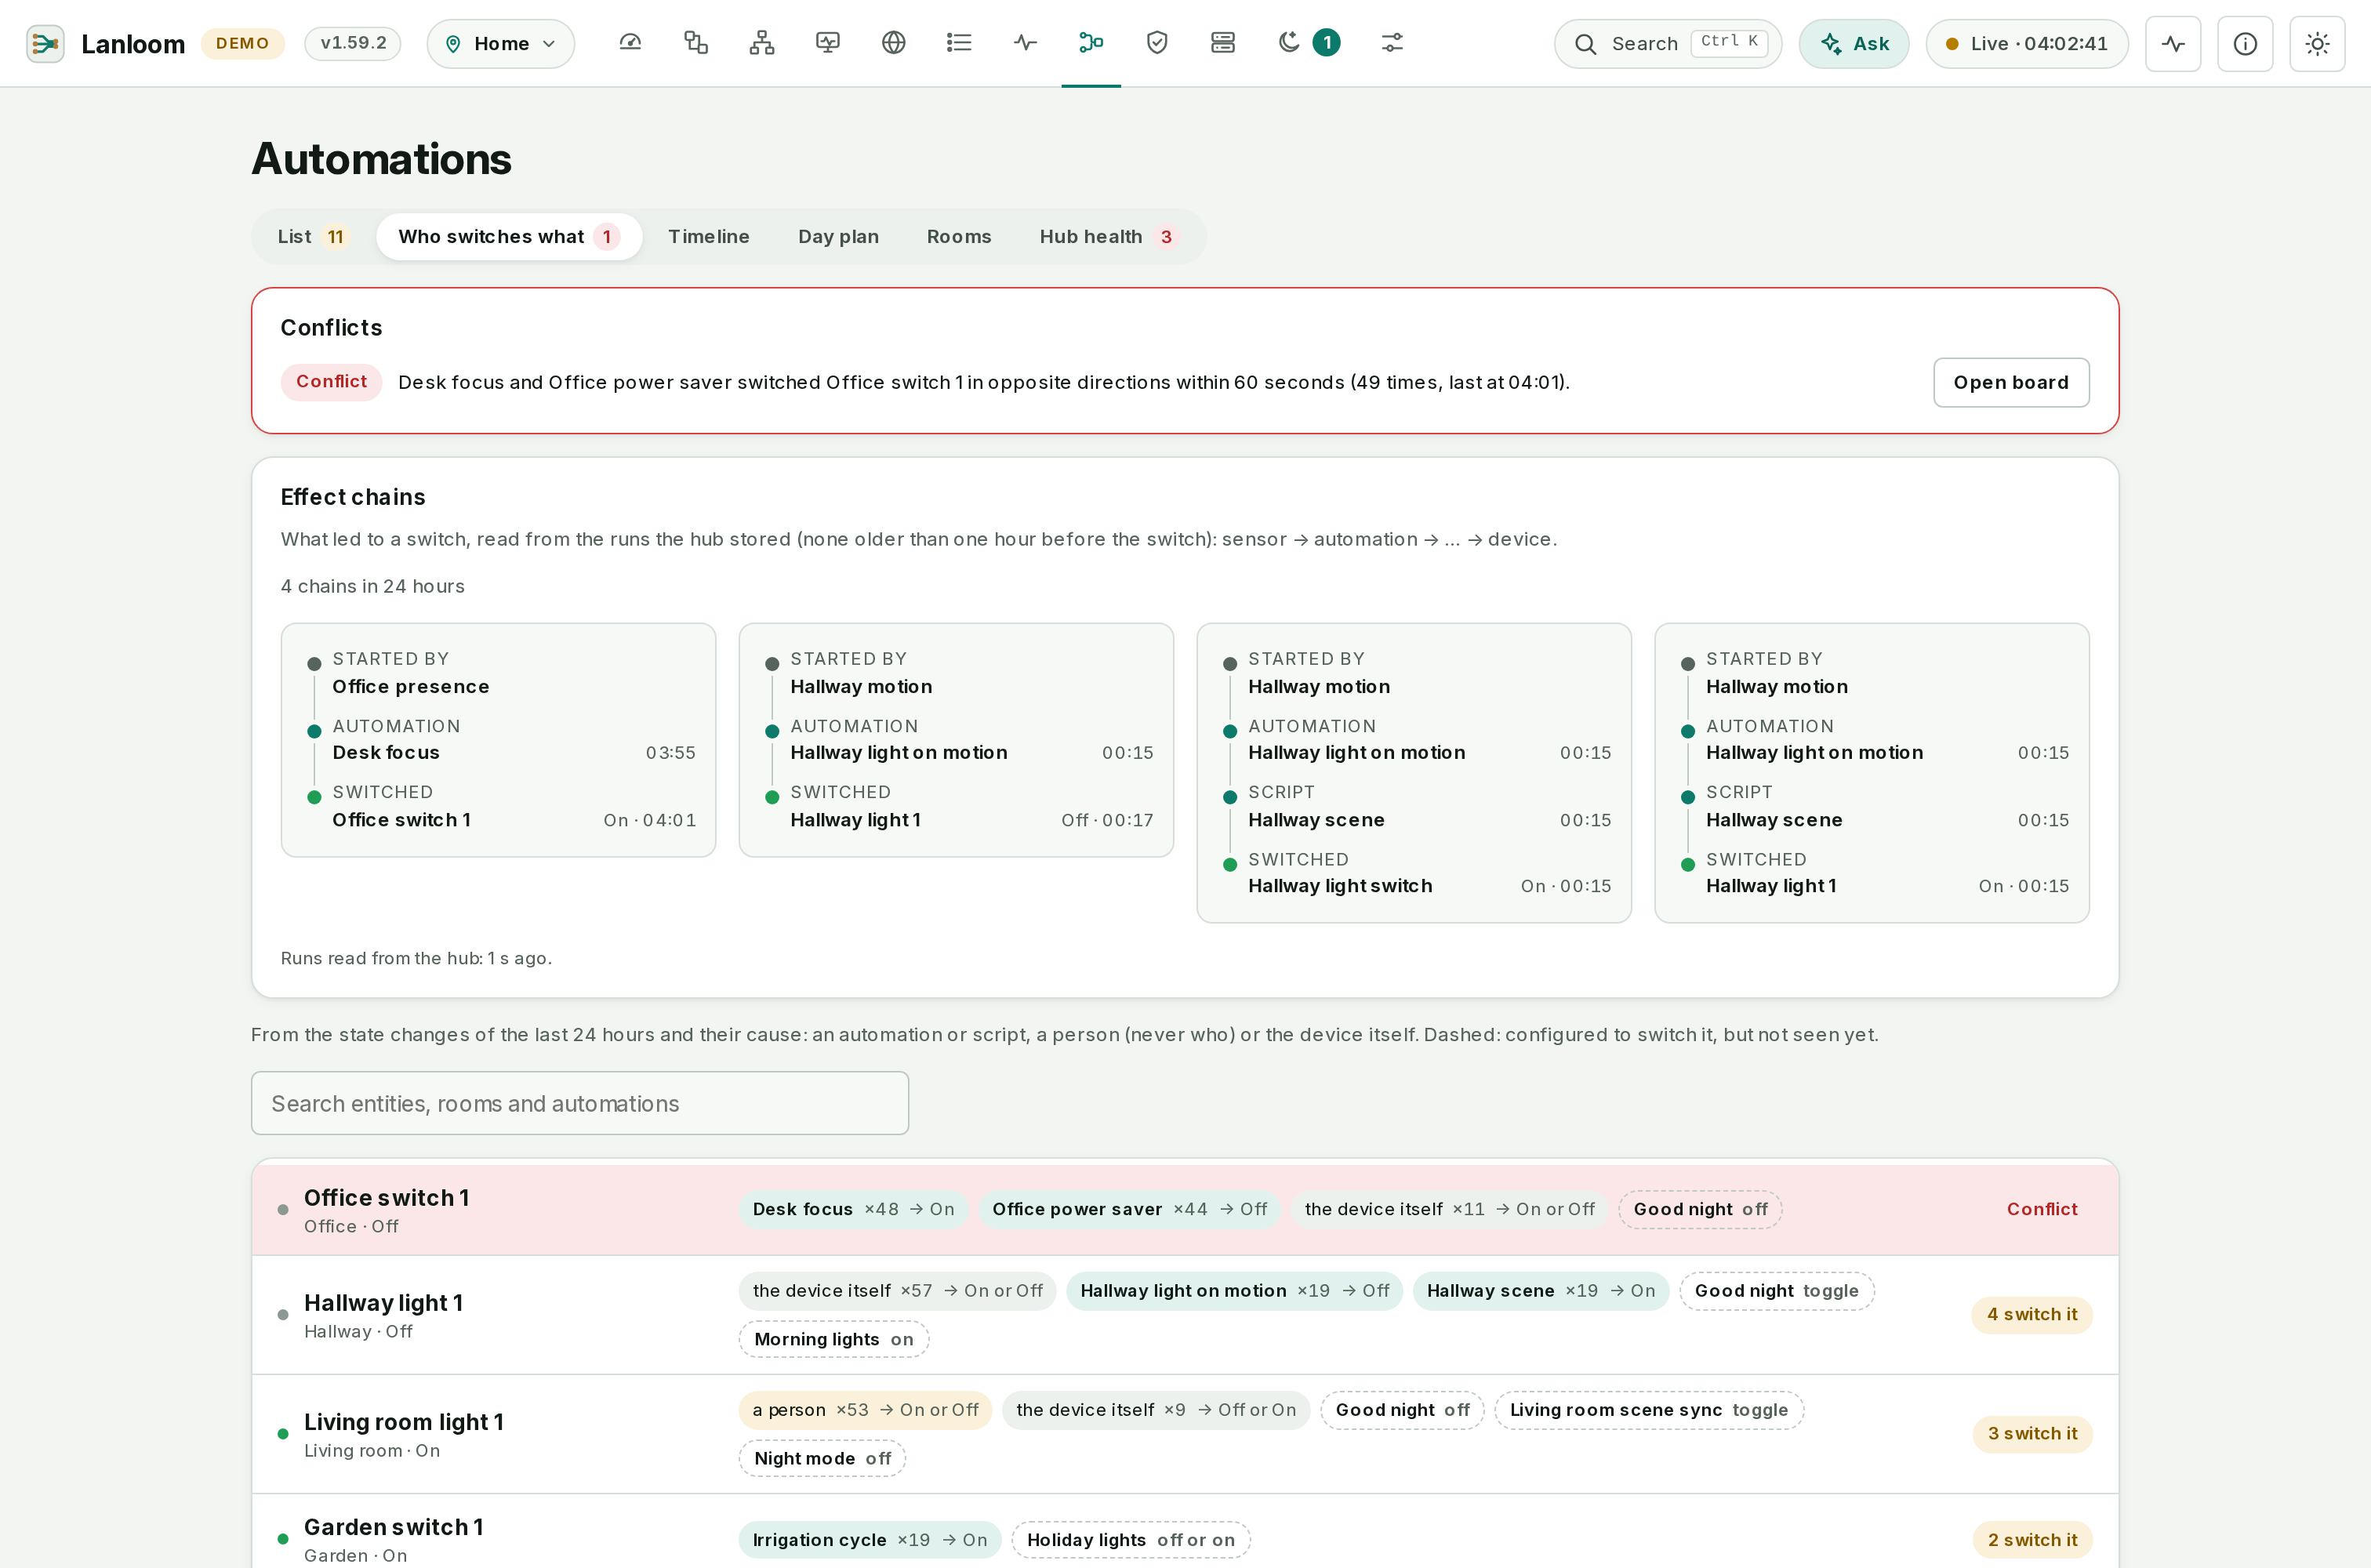 Lanloom DEMO v1.59.2 Home 1 Search Ctrl K Ask Live · 04:02:41
Automations
List 11 Who switches what 1 Timeline Day plan Rooms Hub health 3
Conflicts
Conflict Desk focus and Office power saver switched Office switch 1 in opposite directions within 60 seconds (49 times, last at 04:01). Open board
Effect chains
What led to a switch, read from the runs the hub stored (none older than one hour before the switch): sensor → automation → … → device.
4 chains in 24 hours
STARTED BY
Office presence
AUTOMATION
Desk focus 03:55
SWITCHED
Office switch 1 On · 04:01
STARTED BY
Hallway motion
AUTOMATION
Hallway light on motion 00:15
SWITCHED
Hallway light 1 Off · 00:17
STARTED BY
Hallway motion
AUTOMATION
Hallway light on motion 00:15
SCRIPT
Hallway scene 00:15
SWITCHED
Hallway light switch On · 00:15
STARTED BY
Hallway motion
AUTOMATION
Hallway light on motion 00:15
SCRIPT
Hallway scene 00:15
SWITCHED
Hallway light 1 On · 00:15
Runs read from the hub: 1 s ago.
From the state changes of the last 24 hours and their cause: an automation or script, a person (never who) or the device itself. Dashed: configured to switch it, but not seen yet.
Search entities, rooms and automations
Office switch 1
Office · Off
Desk focus ×48 → On Office power saver ×44 → Off the device itself ×11 → On or Off Good night off
Conflict
Hallway light 1
Hallway · Off
the device itself ×57 → On or Off Hallway light on motion ×19 → Off Hallway scene ×19 → On Good night toggle
Morning lights on
4 switch it
Living room light 1
Living room · On
a person ×53 → On or Off the device itself ×9 → Off or On Good night off Living room scene sync toggle
Night mode off
3 switch it
Garden switch 1
Garden · On
Irrigation cycle ×19 → On Holiday lights off or on
2 switch it